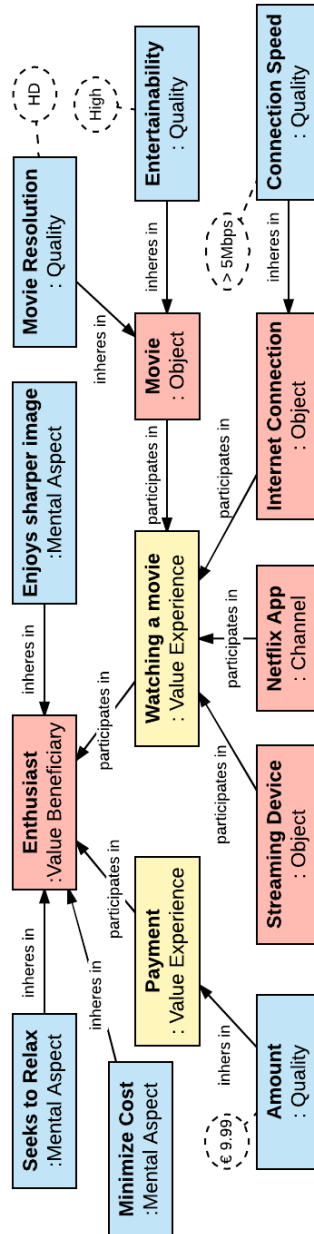 Seeks to Relax
:Mental Aspect
inheres in
Enthusiast
:Value Beneficiary
inheres in
Enjoys sharper image
:Mental Aspect
Movie Resolution
: Quality
HD
Minimize Cost
:Mental Aspect
inheres in
participates in
participates in
inheres in
High
Payment
: Value Experience
Watching a movie
: Value Experience
participates in
Movie
: Object
inheres in
Entertainability
: Quality
€ 9.99
inhers in
participates in
participates in
participates in
> 5Mbps
inheres in
Amount
: Quality
Streaming Device
: Object
Netflix App
: Channel
Internet Connection
: Object
Connection Speed
: Quality